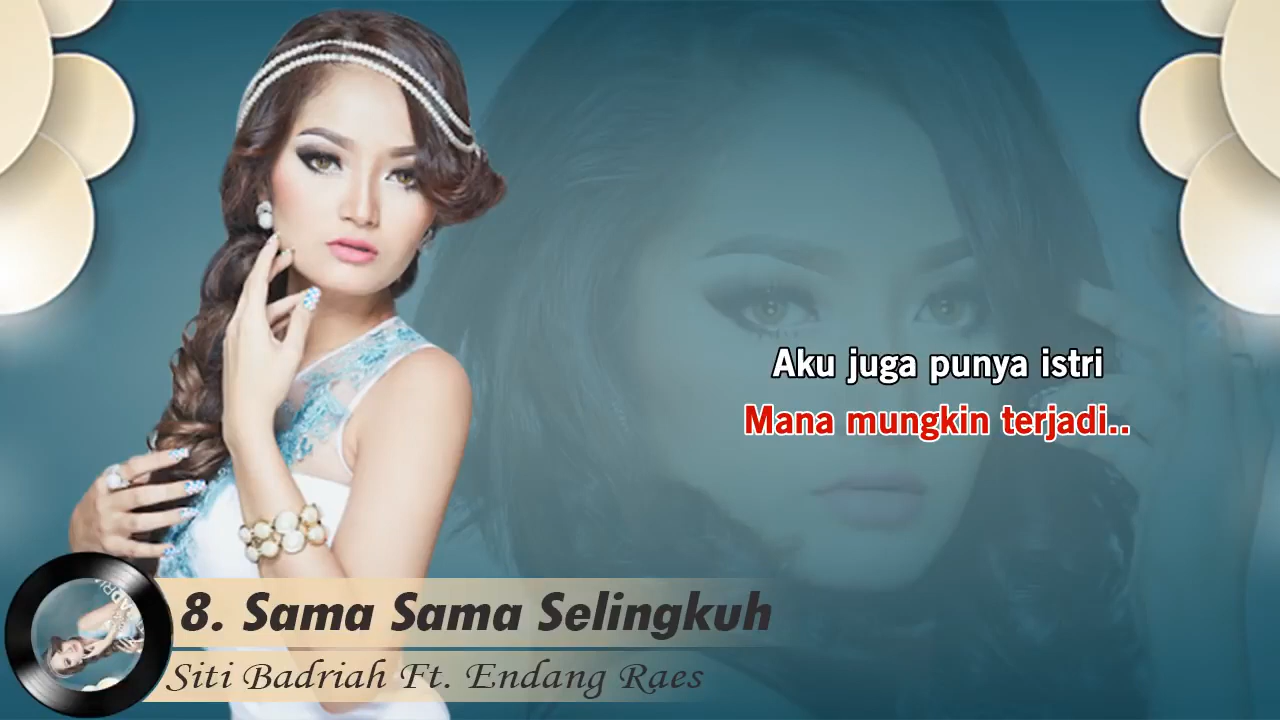 Aku juga punya istri
Mana mungkin terjadi..
8. Sama Sama Selingkuh
Siti Badriah Ft. Endang Raes